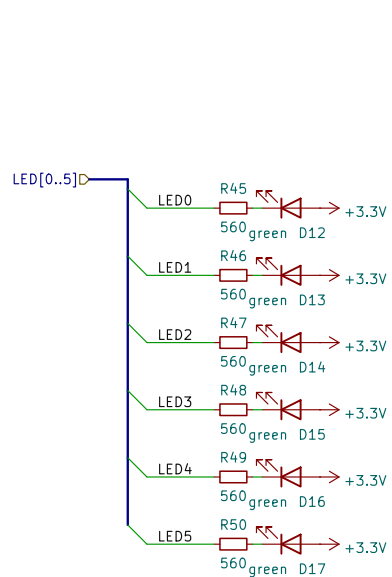 LED[0..5]
LED0 R45 560 green D12 +3.3V
LED1 R46 560 green D13 +3.3V
LED2 R47 560 green D14 +3.3V
LED3 R48 560 green D15 +3.3V
LED4 R49 560 green D16 +3.3V
LED5 R50 560 green D17 +3.3V